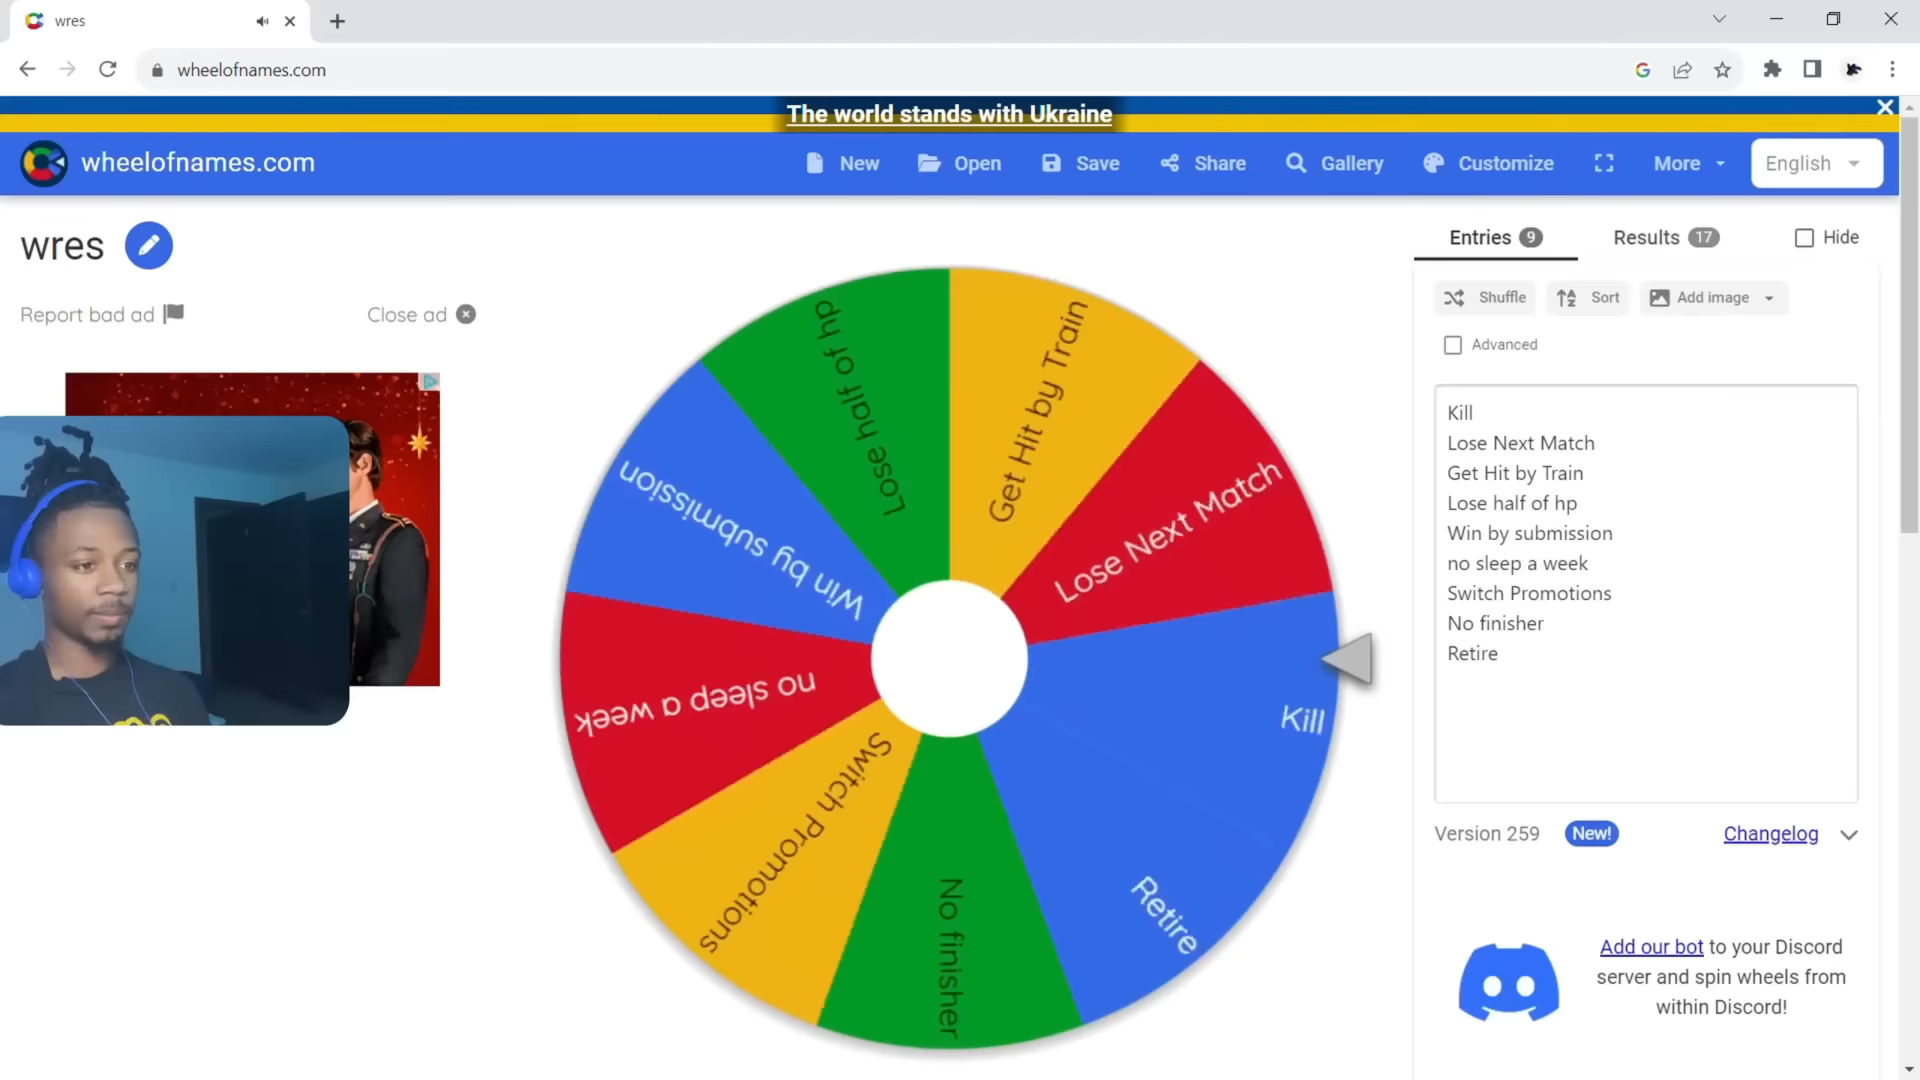 wres
wheelofnames.com
The world stands with Ukraine
wheelofnames.com
New
Open
Save
Share
Gallery
Customize
More
English
wres
Entries 9
Results 17
Hide
Report bad ad
Close ad
Shuffle
Sort
Add image
Advanced
Kill
Lose Next Match
Get Hit by Train
Lose half of hp
Win by submission
no sleep a week
Switch Promotions
No finisher
Retire
Lose half of hp
Get Hit by Train
Lose Next Match
Win by submission
no sleep a week
Kill
Switch Promotions
No finisher
Retire
Version 259
New!
Changelog
Add our bot to your Discord
server and spin wheels from
within Discord!